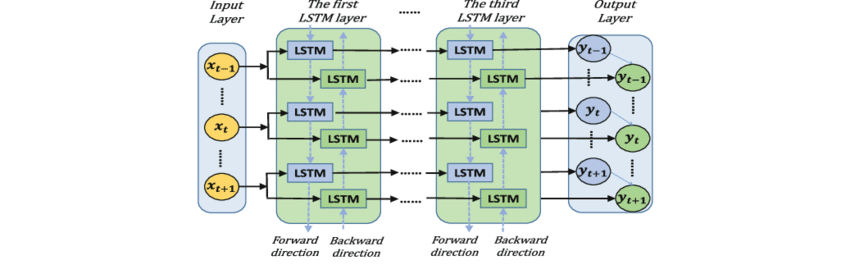 Input
Layer
The first
LSTM layer
......
The third
LSTM layer
Output
Layer
x_{t-1}
LSTM
......
LSTM
y_{t-1}
LSTM
......
LSTM
y_{t-1}
x_t
LSTM
......
LSTM
y_t
LSTM
......
LSTM
y_t
x_{t+1}
LSTM
......
LSTM
y_{t+1}
LSTM
......
LSTM
y_{t+1}
Forward
direction
Backward
direction
Forward
direction
Backward
direction